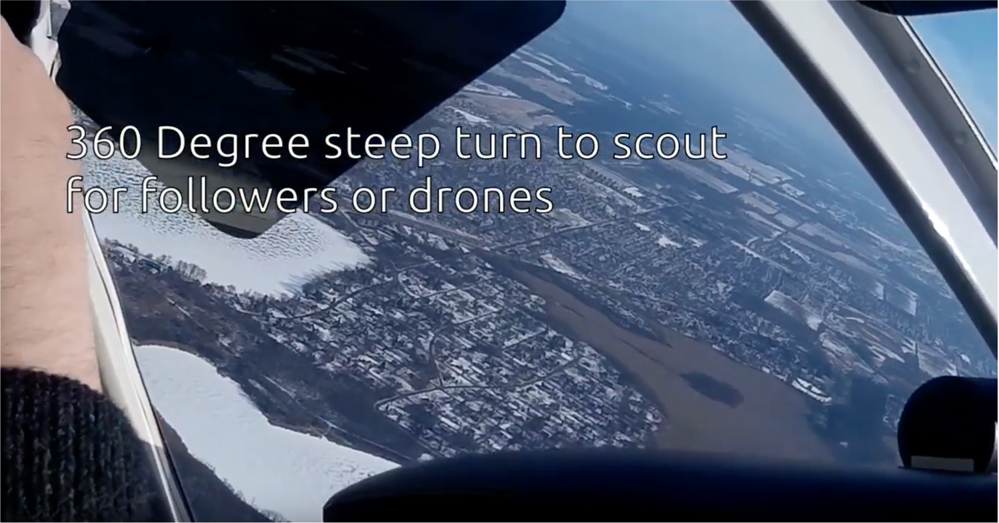 360 Degree steep turn to scout
for followers or drones